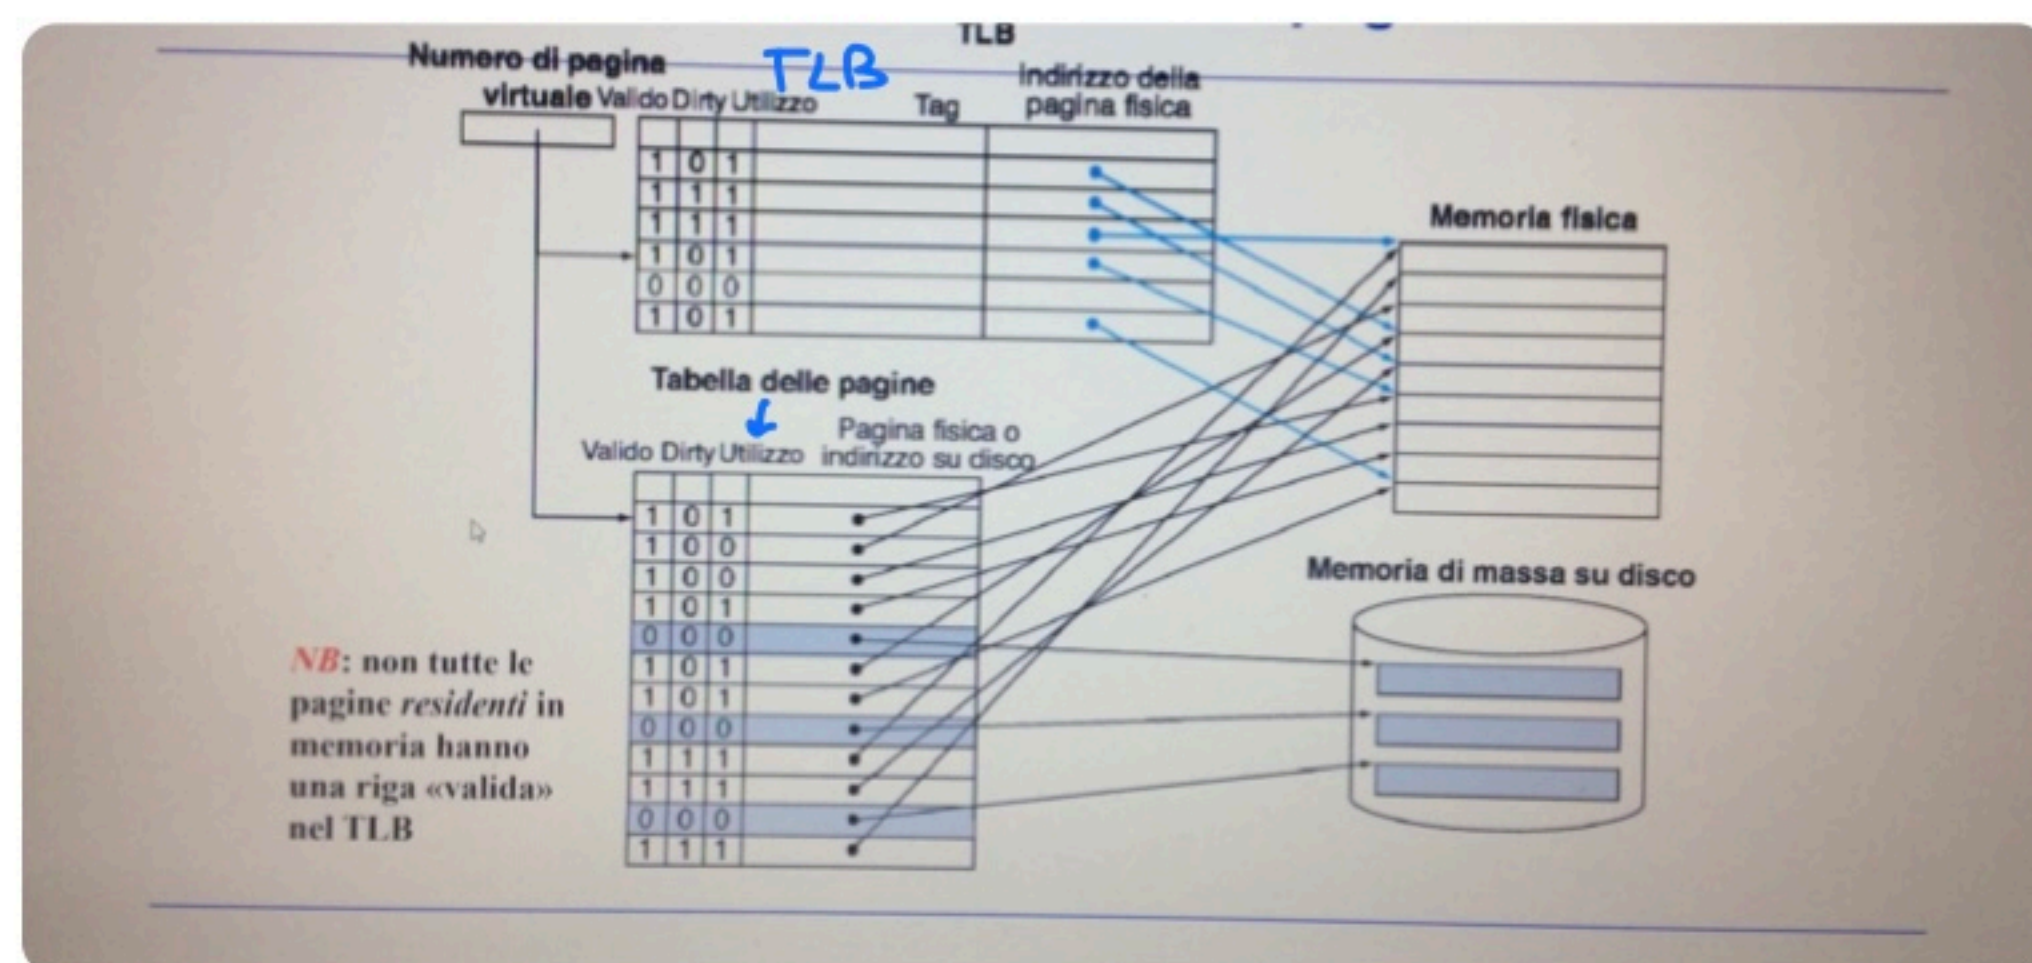 TLB
Numero di pagina
virtuale
TLB
Valido Dirty Utilizzo
Tag
Indirizzo della
pagina fisica
1 0 1
1 1 1
1 1 1
1 0 1
0 0 0
1 0 1
Memoria fisica
Tabella delle pagine
Valido Dirty Utilizzo
Pagina fisica o
indirizzo su disco
1 0 1
1 0 0
1 0 0
1 0 1
0 0 0
1 0 1
1 0 1
0 0 0
1 1 1
1 1 1
0 0 0
1 1 1
Memoria di massa su disco
NB: non tutte le
pagine residenti in
memoria hanno
una riga «valida»
nel TLB